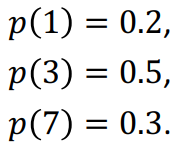 p(1) = 0.2,
p(3) = 0.5,
p(7) = 0.3.